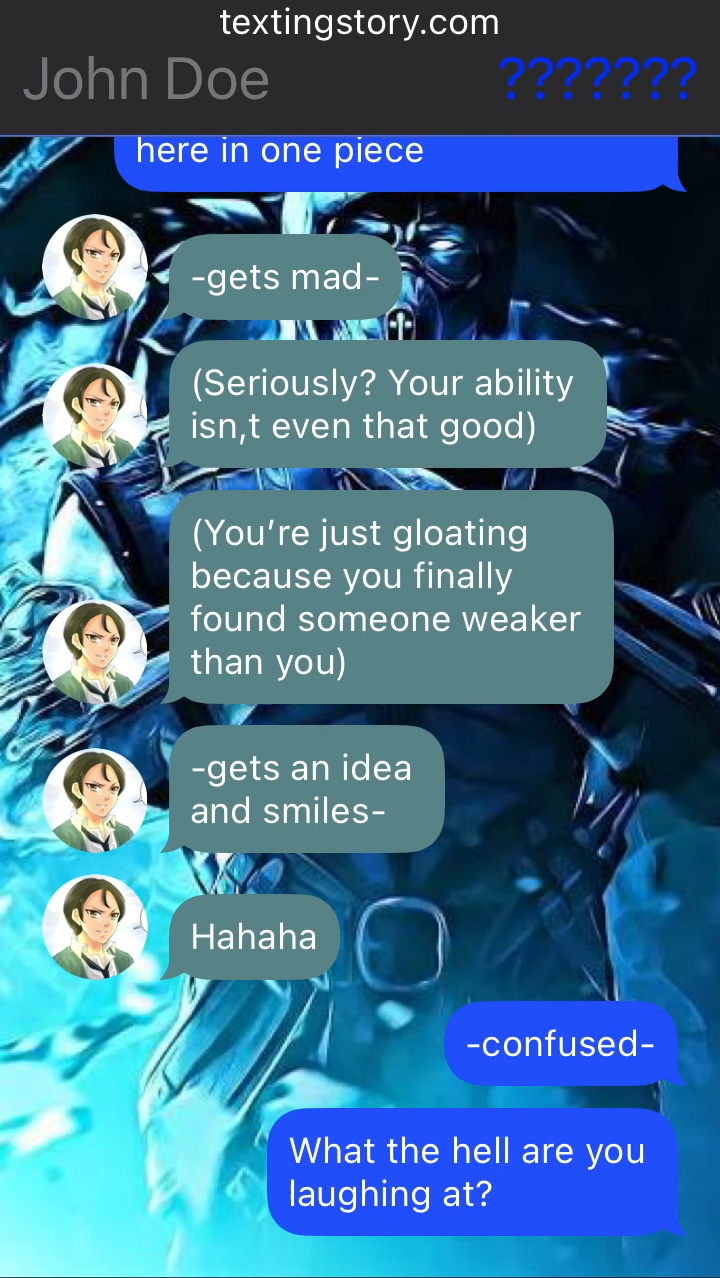 textingstory.com
John Doe
???????
here in one piece
-gets mad-
(Seriously? Your ability
isn,t even that good)
(You’re just gloating
because you finally
found someone weaker
than you)
-gets an idea
and smiles-
Hahaha
-confused-
What the hell are you
laughing at?